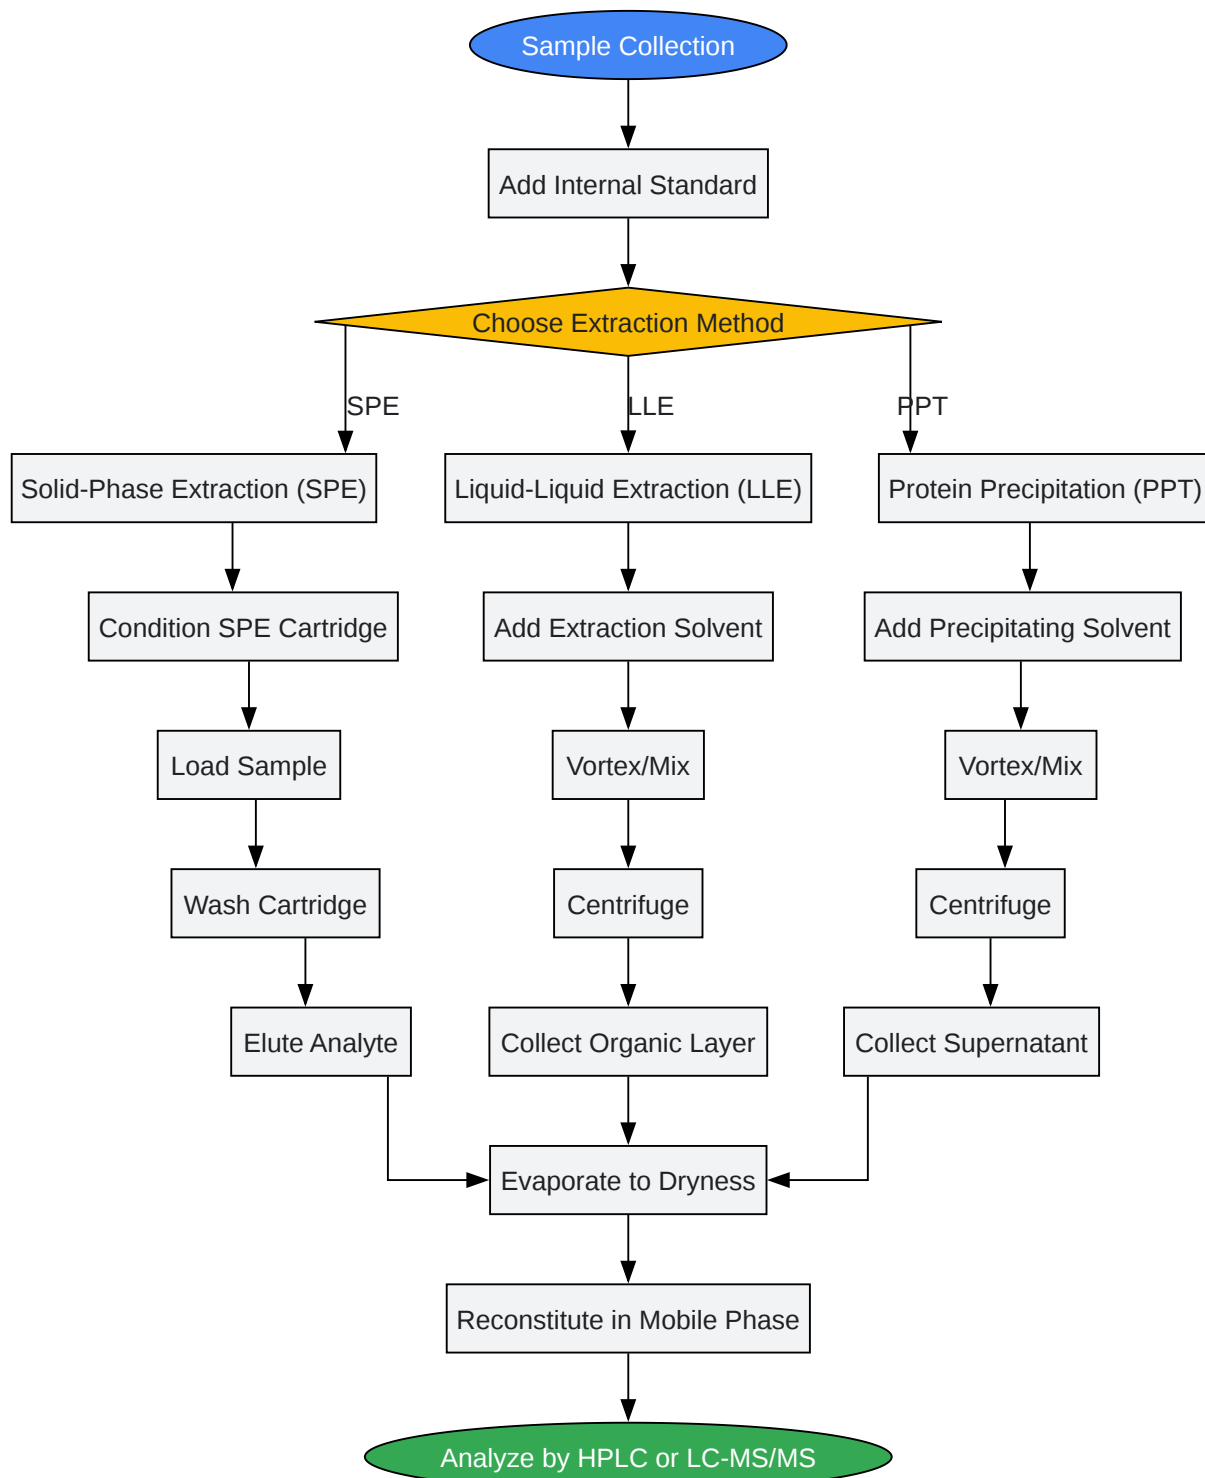 Sample Collection
Add Internal Standard
Choose Extraction Method
SPE
LLE
PPT
Solid-Phase Extraction (SPE)
Liquid-Liquid Extraction (LLE)
Protein Precipitation (PPT)
Condition SPE Cartridge
Add Extraction Solvent
Add Precipitating Solvent
Load Sample
Vortex/Mix
Vortex/Mix
Wash Cartridge
Centrifuge
Centrifuge
Elute Analyte
Collect Organic Layer
Collect Supernatant
Evaporate to Dryness
Reconstitute in Mobile Phase
Analyze by HPLC or LC-MS/MS